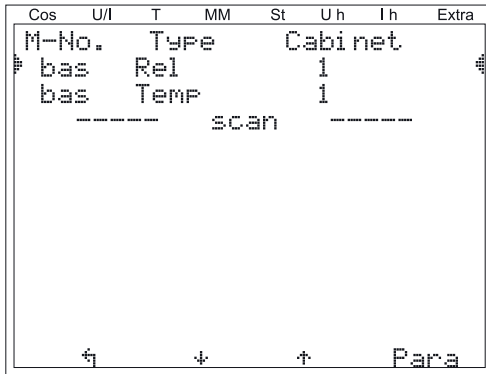 Cos U/I T MM St U h I h Extra
M-No. Type Cabinet
bas Rel 1
bas Temp 1
----- scan -----
↰ ↓ ↑ Para